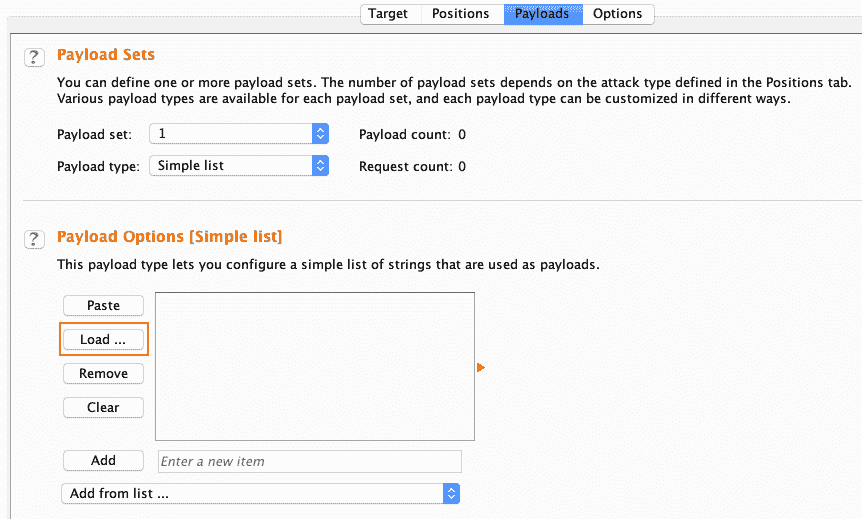 Target Positions Payloads Options
? Payload Sets
You can define one or more payload sets. The number of payload sets depends on the attack type defined in the Positions tab.
Various payload types are available for each payload set, and each payload type can be customized in different ways.
Payload set: 1 Payload count: 0
Payload type: Simple list Request count: 0
? Payload Options [Simple list]
This payload type lets you configure a simple list of strings that are used as payloads.
Paste
Load ...
Remove
Clear
Add Enter a new item
Add from list ...